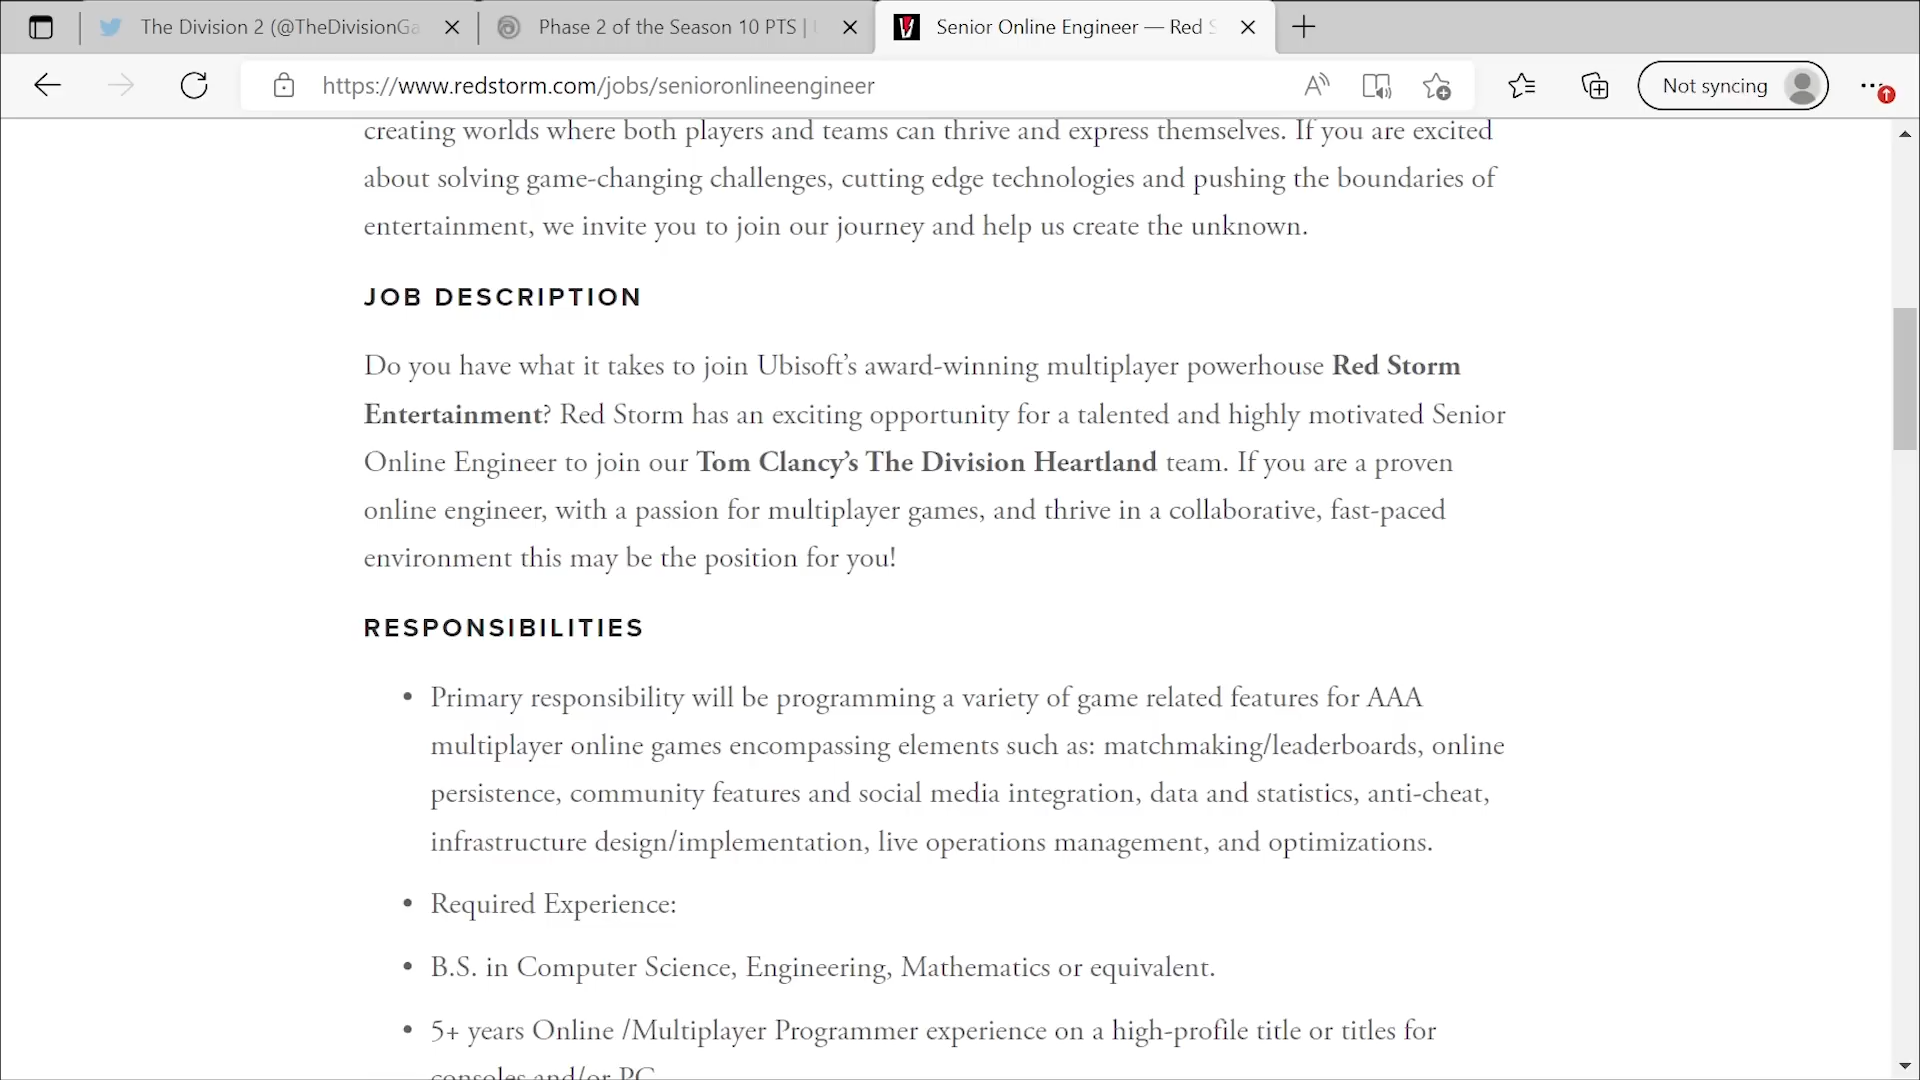 The Division 2 (@TheDivisionGa
Phase 2 of the Season 10 PTS |
Senior Online Engineer — Red S
https://www.redstorm.com/jobs/senioronlineengineer
Not syncing
creating worlds where both players and teams can thrive and express themselves. If you are excited
about solving game-changing challenges, cutting edge technologies and pushing the boundaries of
entertainment, we invite you to join our journey and help us create the unknown.
JOB DESCRIPTION
Do you have what it takes to join Ubisoft’s award-winning multiplayer powerhouse Red Storm
Entertainment? Red Storm has an exciting opportunity for a talented and highly motivated Senior
Online Engineer to join our Tom Clancy’s The Division Heartland team. If you are a proven
online engineer, with a passion for multiplayer games, and thrive in a collaborative, fast-paced
environment this may be the position for you!
RESPONSIBILITIES
• Primary responsibility will be programming a variety of game related features for AAA
multiplayer online games encompassing elements such as: matchmaking/leaderboards, online
persistence, community features and social media integration, data and statistics, anti-cheat,
infrastructure design/implementation, live operations management, and optimizations.
• Required Experience:
• B.S. in Computer Science, Engineering, Mathematics or equivalent.
• 5+ years Online /Multiplayer Programmer experience on a high-profile title or titles for
consoles and/or PC